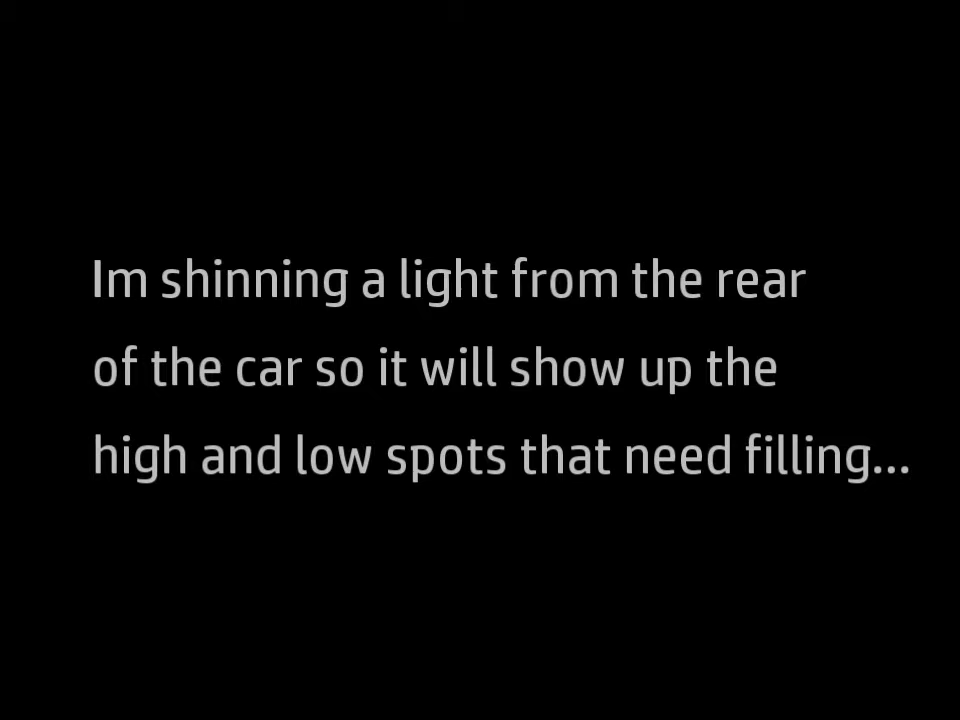 Im shinning a light from the rear
of the car so it will show up the
high and low spots that need filling...